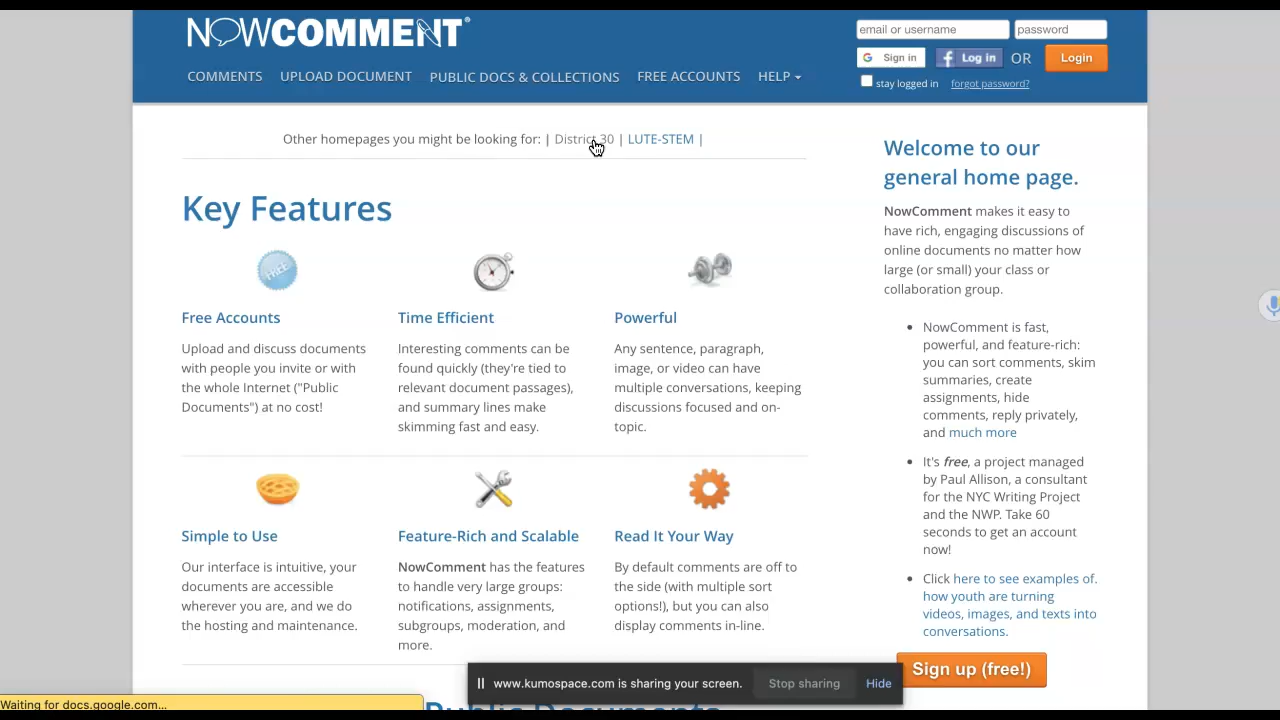 NOWCOMMENT®
email or username
password
Sign in
Log in
OR
Login
stay logged in
forgot password?
COMMENTS
UPLOAD DOCUMENT
PUBLIC DOCS & COLLECTIONS
FREE ACCOUNTS
HELP
Other homepages you might be looking for: | District 30 | LUTE-STEM |
Key Features
FREE
Free Accounts
Upload and discuss documents
with people you invite or with
the whole Internet ("Public
Documents") at no cost!
Time Efficient
Interesting comments can be
found quickly (they're tied to
relevant document passages),
and summary lines make
skimming fast and easy.
Powerful
Any sentence, paragraph,
image, or video can have
multiple conversations, keeping
discussions focused and on-
topic.
Simple to Use
Our interface is intuitive, your
documents are accessible
wherever you are, and we do
the hosting and maintenance.
Feature-Rich and Scalable
NowComment has the features
to handle very large groups:
notifications, assignments,
subgroups, moderation, and
more.
Read It Your Way
By default comments are off to
the side (with multiple sort
options!), but you can also
display comments in-line.
Welcome to our
general home page.
NowComment makes it easy to
have rich, engaging discussions of
online documents no matter how
large (or small) your class or
collaboration group.
• NowComment is fast,
powerful, and feature-rich:
you can sort comments, skim
summaries, create
assignments, hide
comments, reply privately,
and much more
• It's free, a project managed
by Paul Allison, a consultant
for the NYC Writing Project
and the NWP. Take 60
seconds to get an account
now!
• Click here to see examples of.
how youth are turning
videos, images, and texts into
conversations.
Sign up (free!)
www.kumospace.com is sharing your screen.
Stop sharing
Hide
Waiting for docs.google.com...
Public Documents